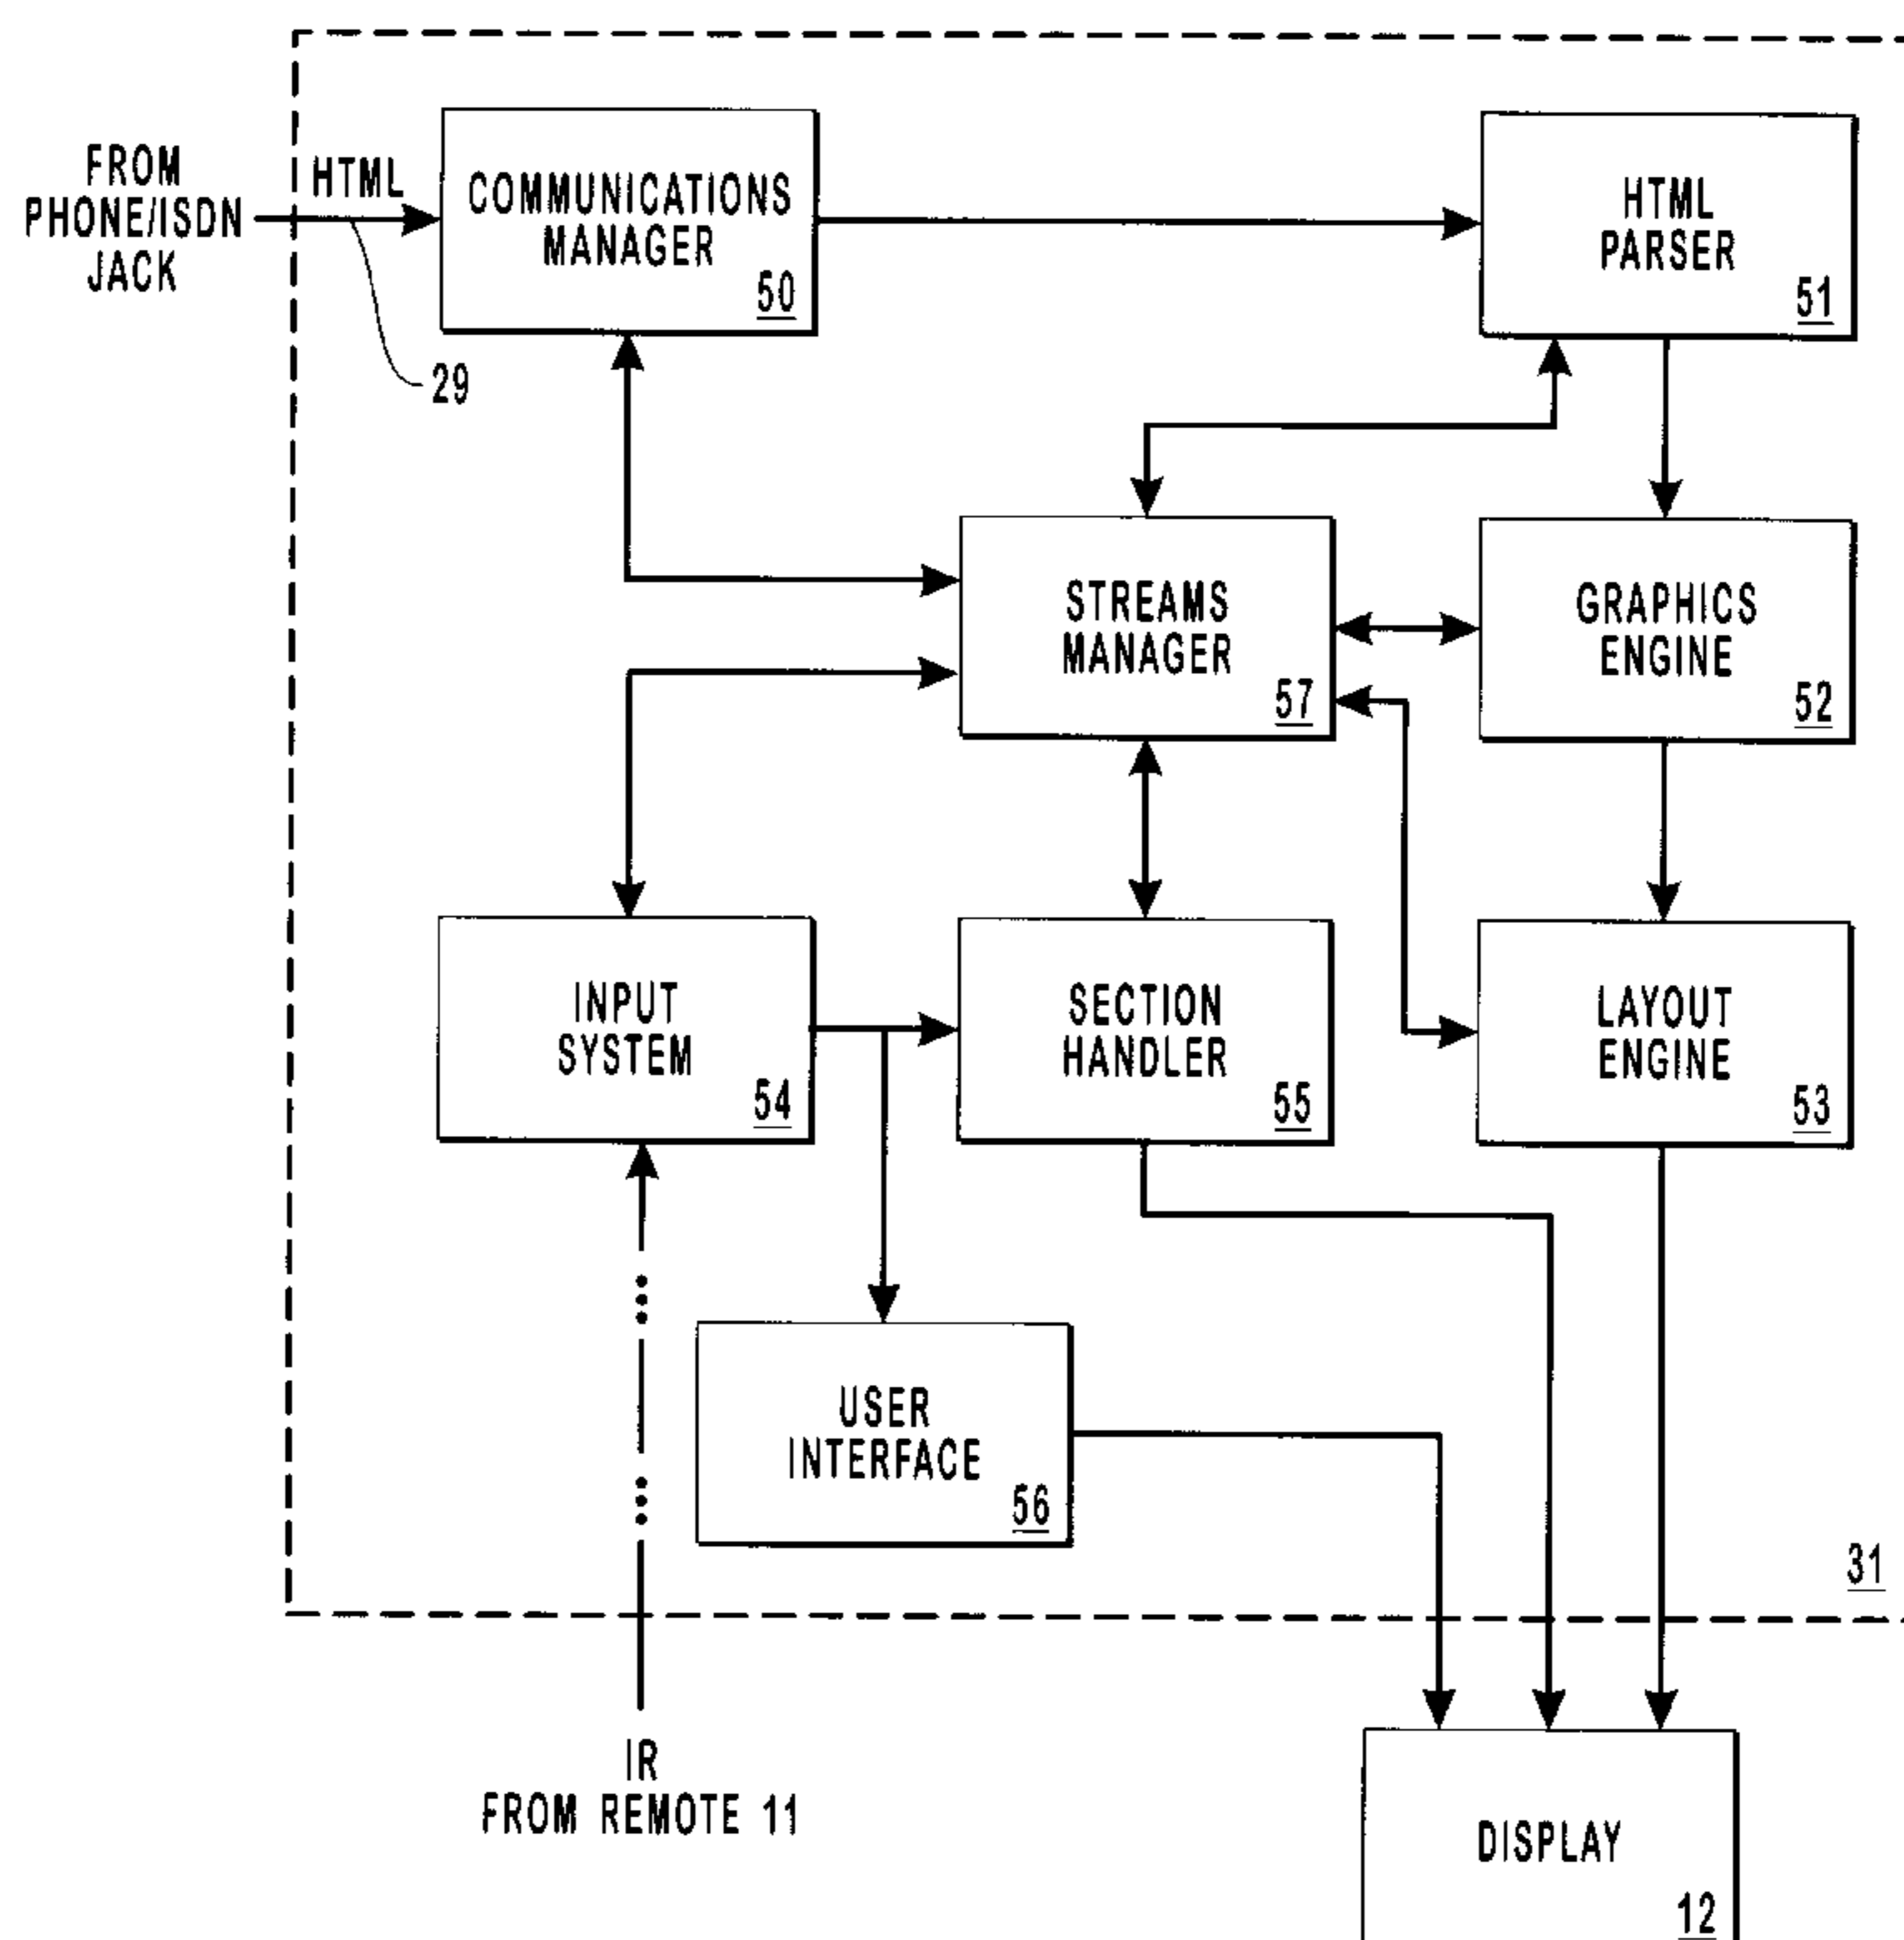 FROM
PHONE/ISDN
JACK
HTML
29
COMMUNICATIONS
MANAGER
50
HTML
PARSER
51
STREAMS
MANAGER
57
GRAPHICS
ENGINE
52
INPUT
SYSTEM
54
SECTION
HANDLER
55
LAYOUT
ENGINE
53
USER
INTERFACE
56
31
IR
FROM REMOTE 11
DISPLAY
12